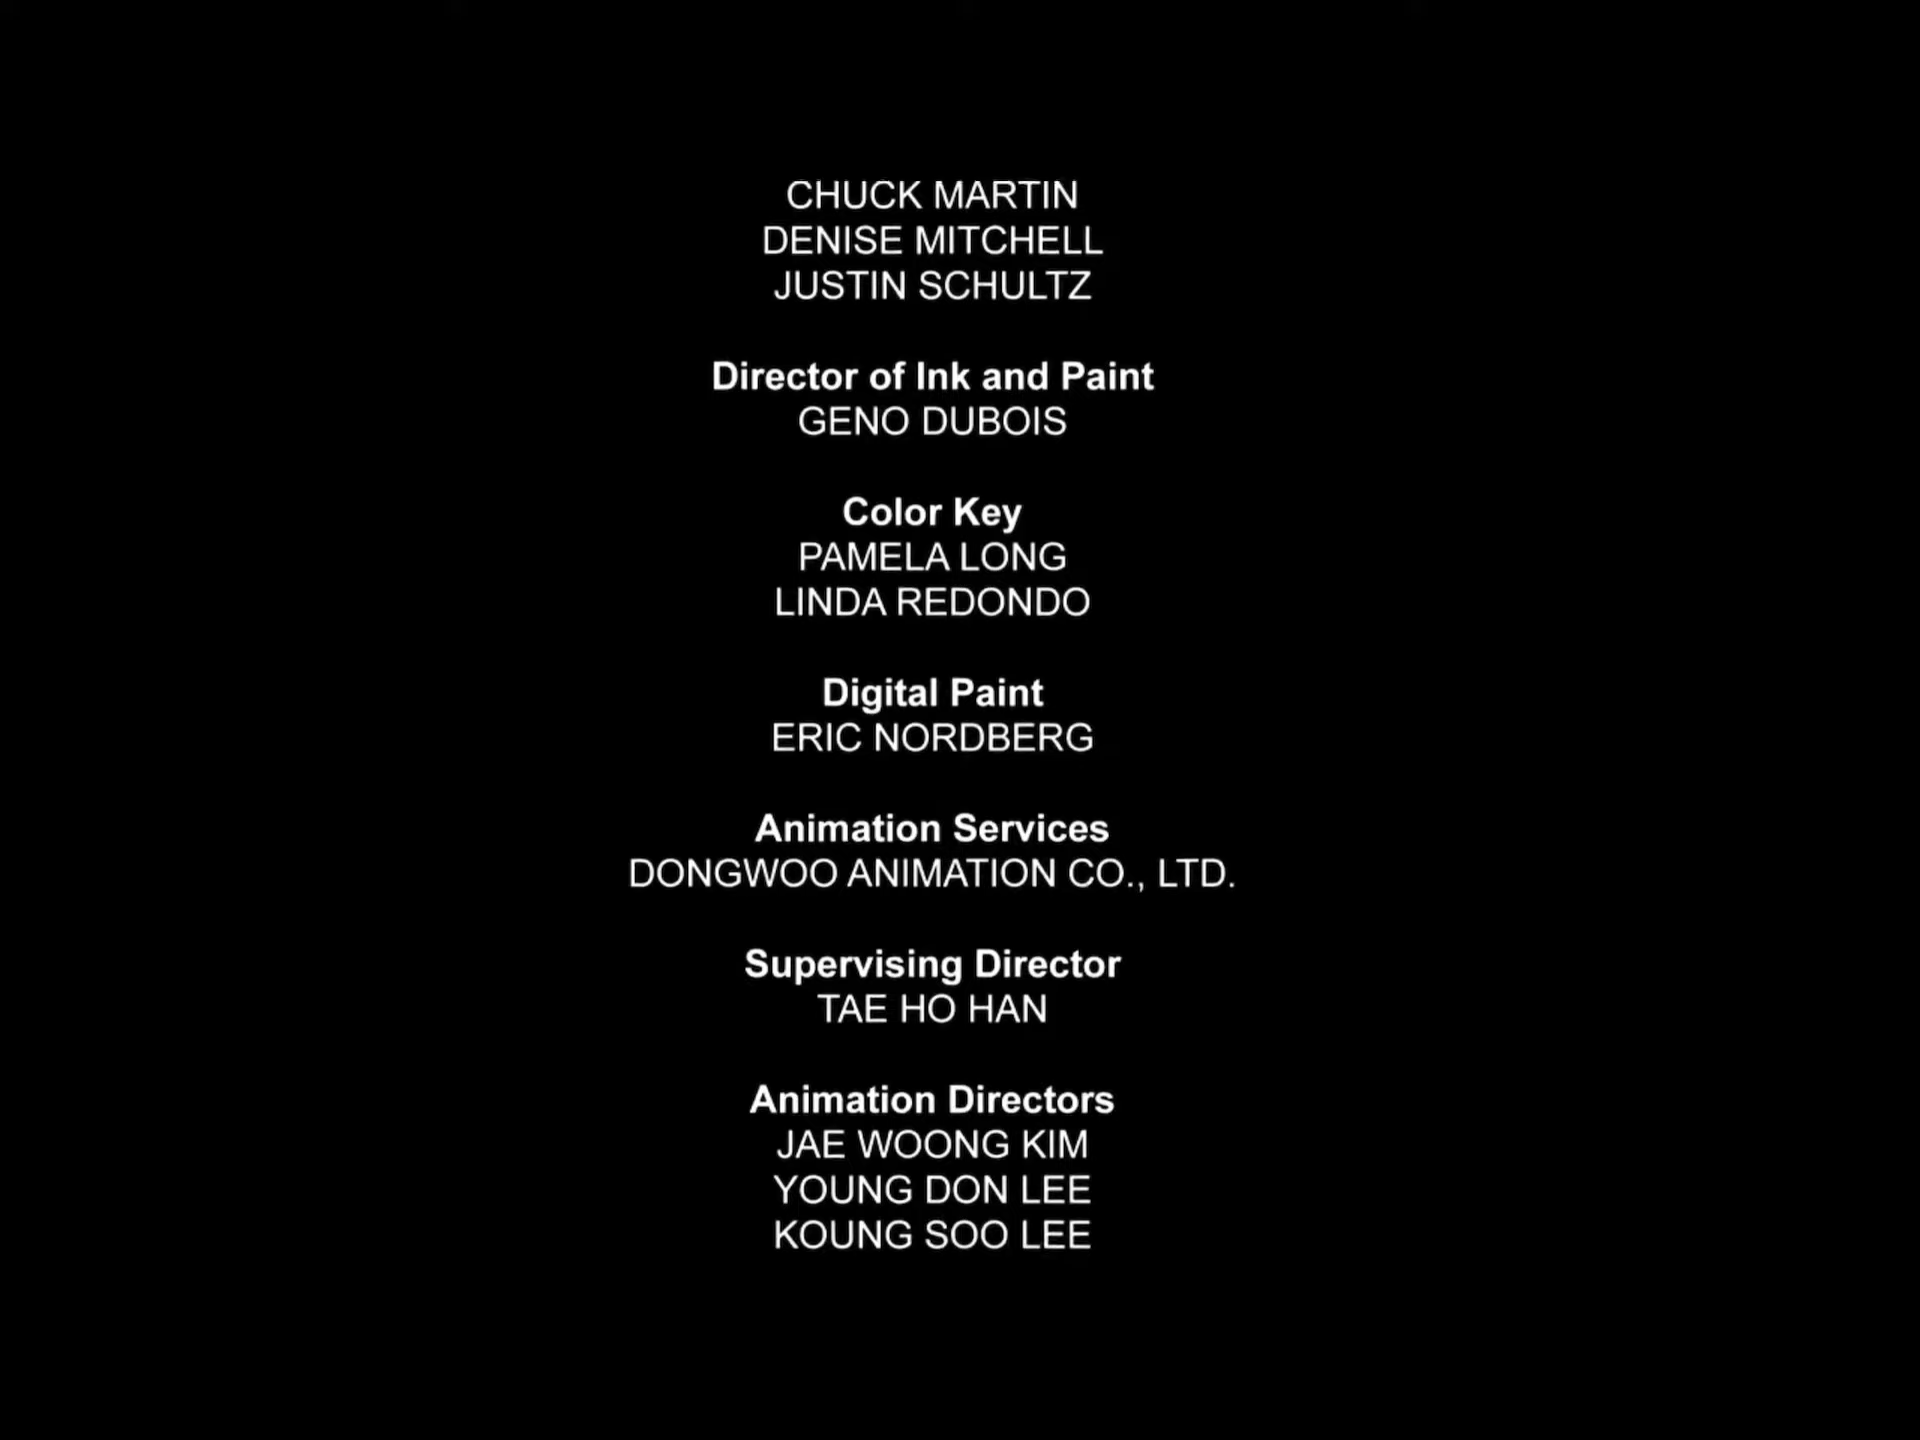 CHUCK MARTIN
DENISE MITCHELL
JUSTIN SCHULTZ
Director of Ink and Paint
GENO DUBOIS
Color Key
PAMELA LONG
LINDA REDONDO
Digital Paint
ERIC NORDBERG
Animation Services
DONGWOO ANIMATION CO., LTD.
Supervising Director
TAE HO HAN
Animation Directors
JAE WOONG KIM
YOUNG DON LEE
KOUNG SOO LEE